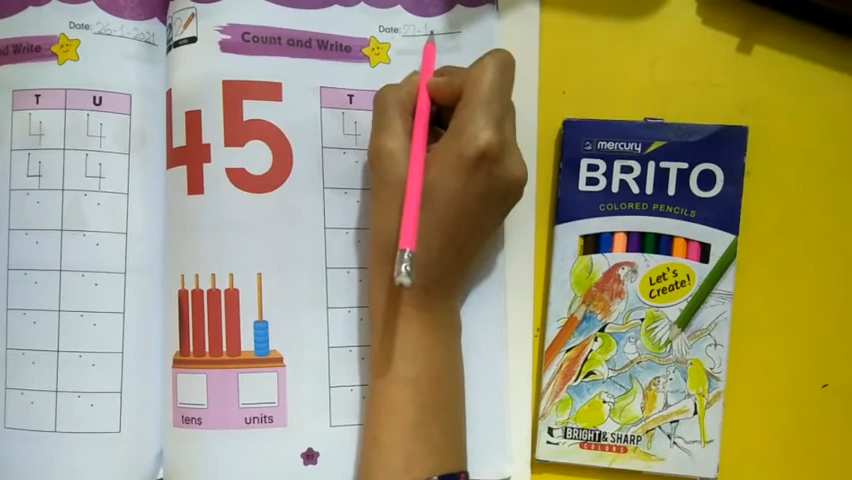 Date: 26-1-2021
nd Write
T U
4 4
4 4
Date: 27-1
Count and Write
45
T
4
tens units
mercury
BRITO
COLORED PENCILS
Let's
Create!
BRIGHT & SHARP
COLORS